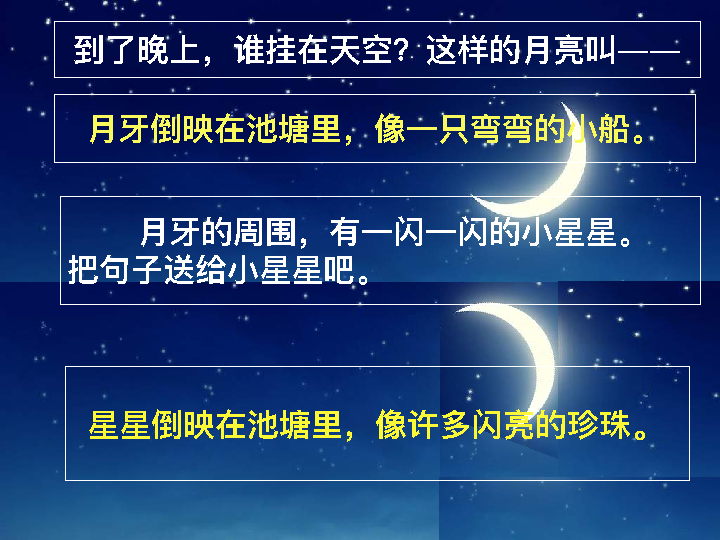 到了晚上，谁挂在天空？这样的月亮叫——
月牙倒映在池塘里，像一只弯弯的小船。
月牙的周围，有一闪一闪的小星星。
把句子送给小星星吧。
星星倒映在池塘里，像许多闪亮的珍珠。